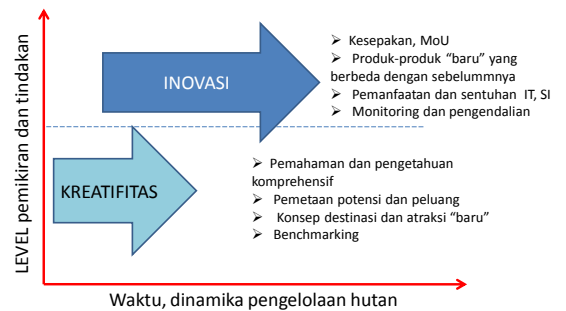 LEVEL pemikiran dan tindakan
INOVASI
➢ Kesepakan, MoU
➢ Produk-produk “baru” yang
berbeda dengan sebelummnya
➢ Pemanfaatan dan sentuhan IT, SI
➢ Monitoring dan pengendalian
KREATIFITAS
➢ Pemahaman dan pengetahuan
komprehensif
➢ Pemetaan potensi dan peluang
➢ Konsep destinasi dan atraksi “baru”
➢ Benchmarking
Waktu, dinamika pengelolaan hutan